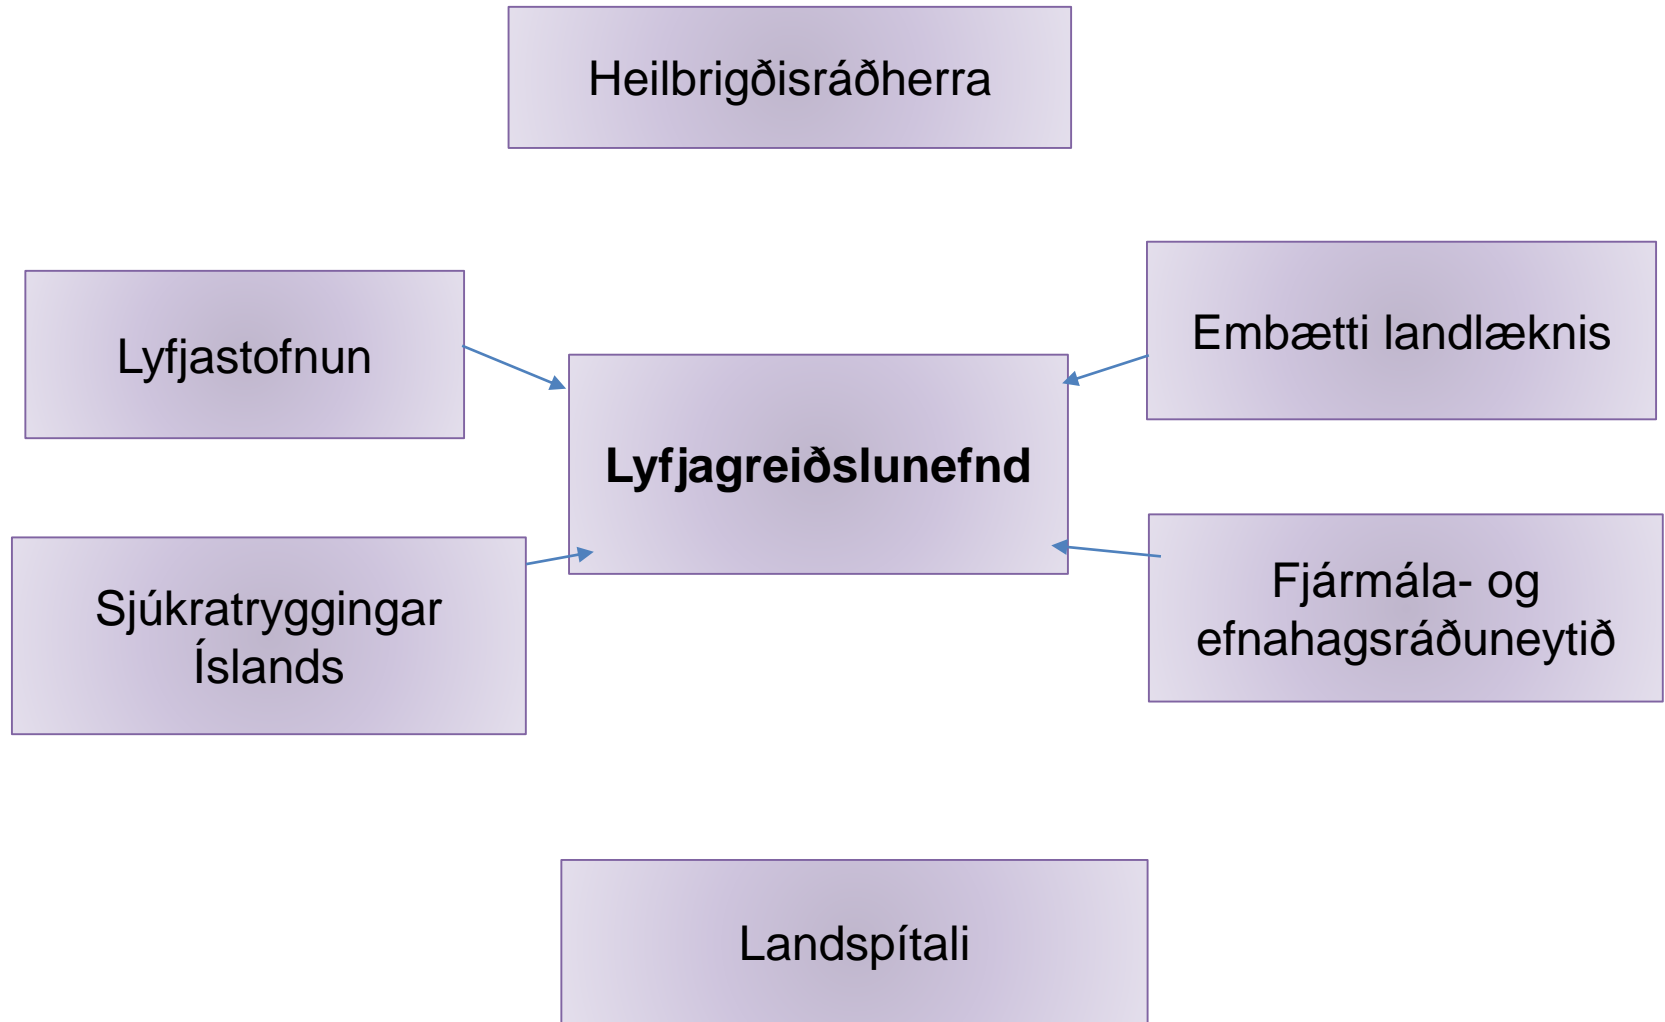 Heilbrigðisráðherra
Lyfjastofnun
Embætti landlæknis
Lyfjagreiðslunefnd
Sjúkratryggingar
Íslands
Fjármála- og
efnahagsráðuneytið
Landspítali